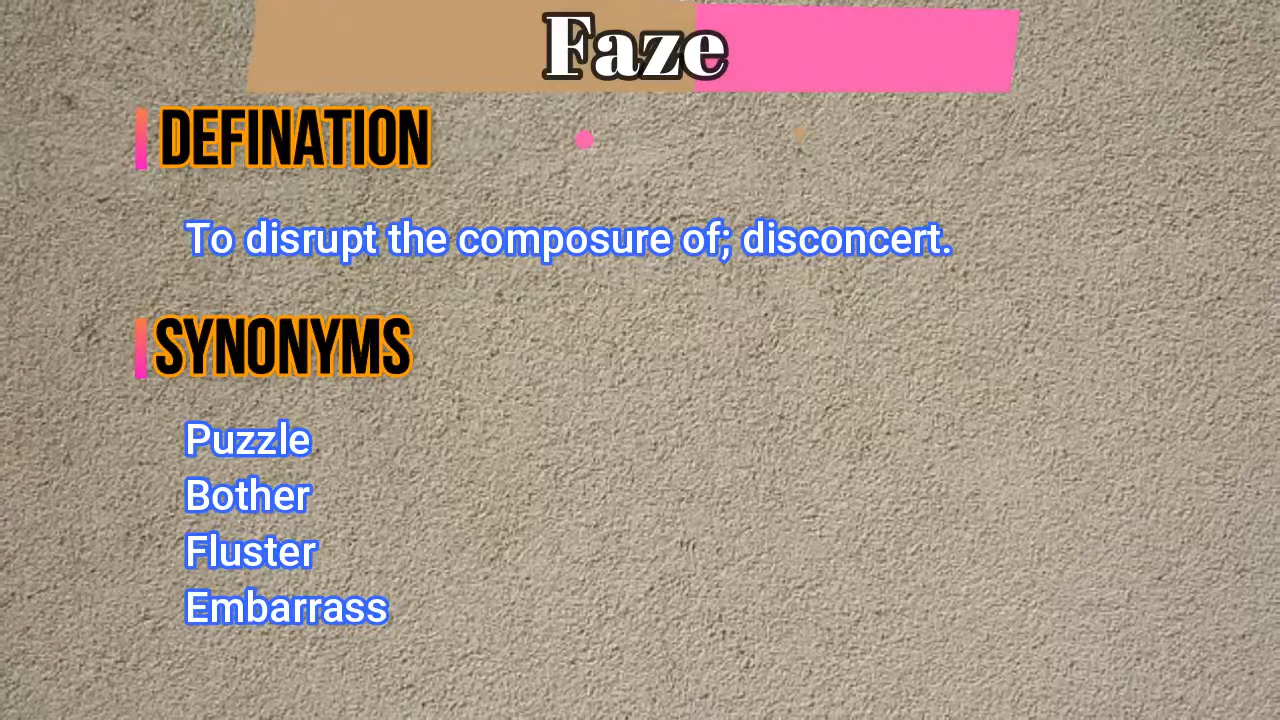 Faze
DEFINATION
To disrupt the composure of; disconcert.
SYNONYMS
Puzzle
Bother
Fluster
Embarrass